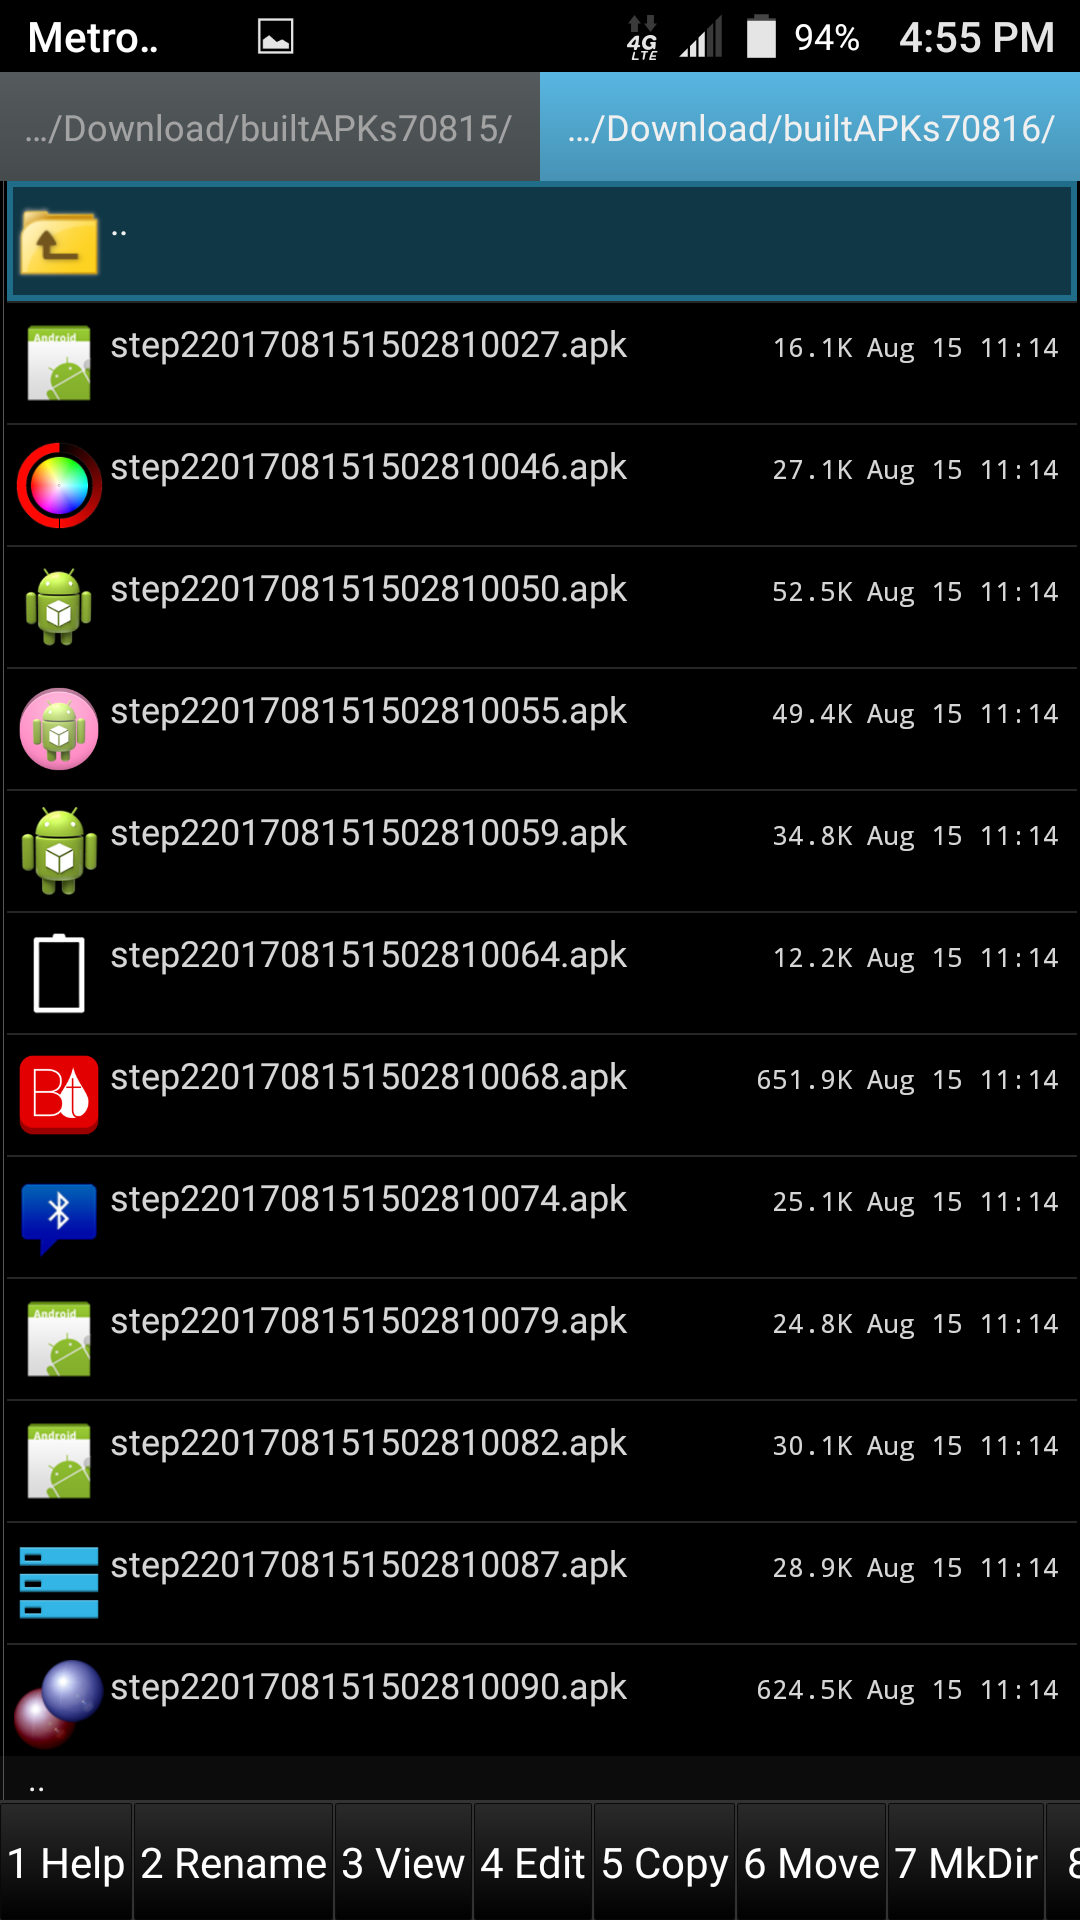 Metro.. 4G LTE 94% 4:55 PM
.../Download/builtAPKs70815/ .../Download/builtAPKs70816/
..
Android step2201708151502810027.apk 16.1K Aug 15 11:14
step2201708151502810046.apk 27.1K Aug 15 11:14
step2201708151502810050.apk 52.5K Aug 15 11:14
step2201708151502810055.apk 49.4K Aug 15 11:14
step2201708151502810059.apk 34.8K Aug 15 11:14
step2201708151502810064.apk 12.2K Aug 15 11:14
Bt step2201708151502810068.apk 651.9K Aug 15 11:14
step2201708151502810074.apk 25.1K Aug 15 11:14
Android step2201708151502810079.apk 24.8K Aug 15 11:14
Android step2201708151502810082.apk 30.1K Aug 15 11:14
step2201708151502810087.apk 28.9K Aug 15 11:14
step2201708151502810090.apk 624.5K Aug 15 11:14
..
1 Help 2 Rename 3 View 4 Edit 5 Copy 6 Move 7 MkDir 8